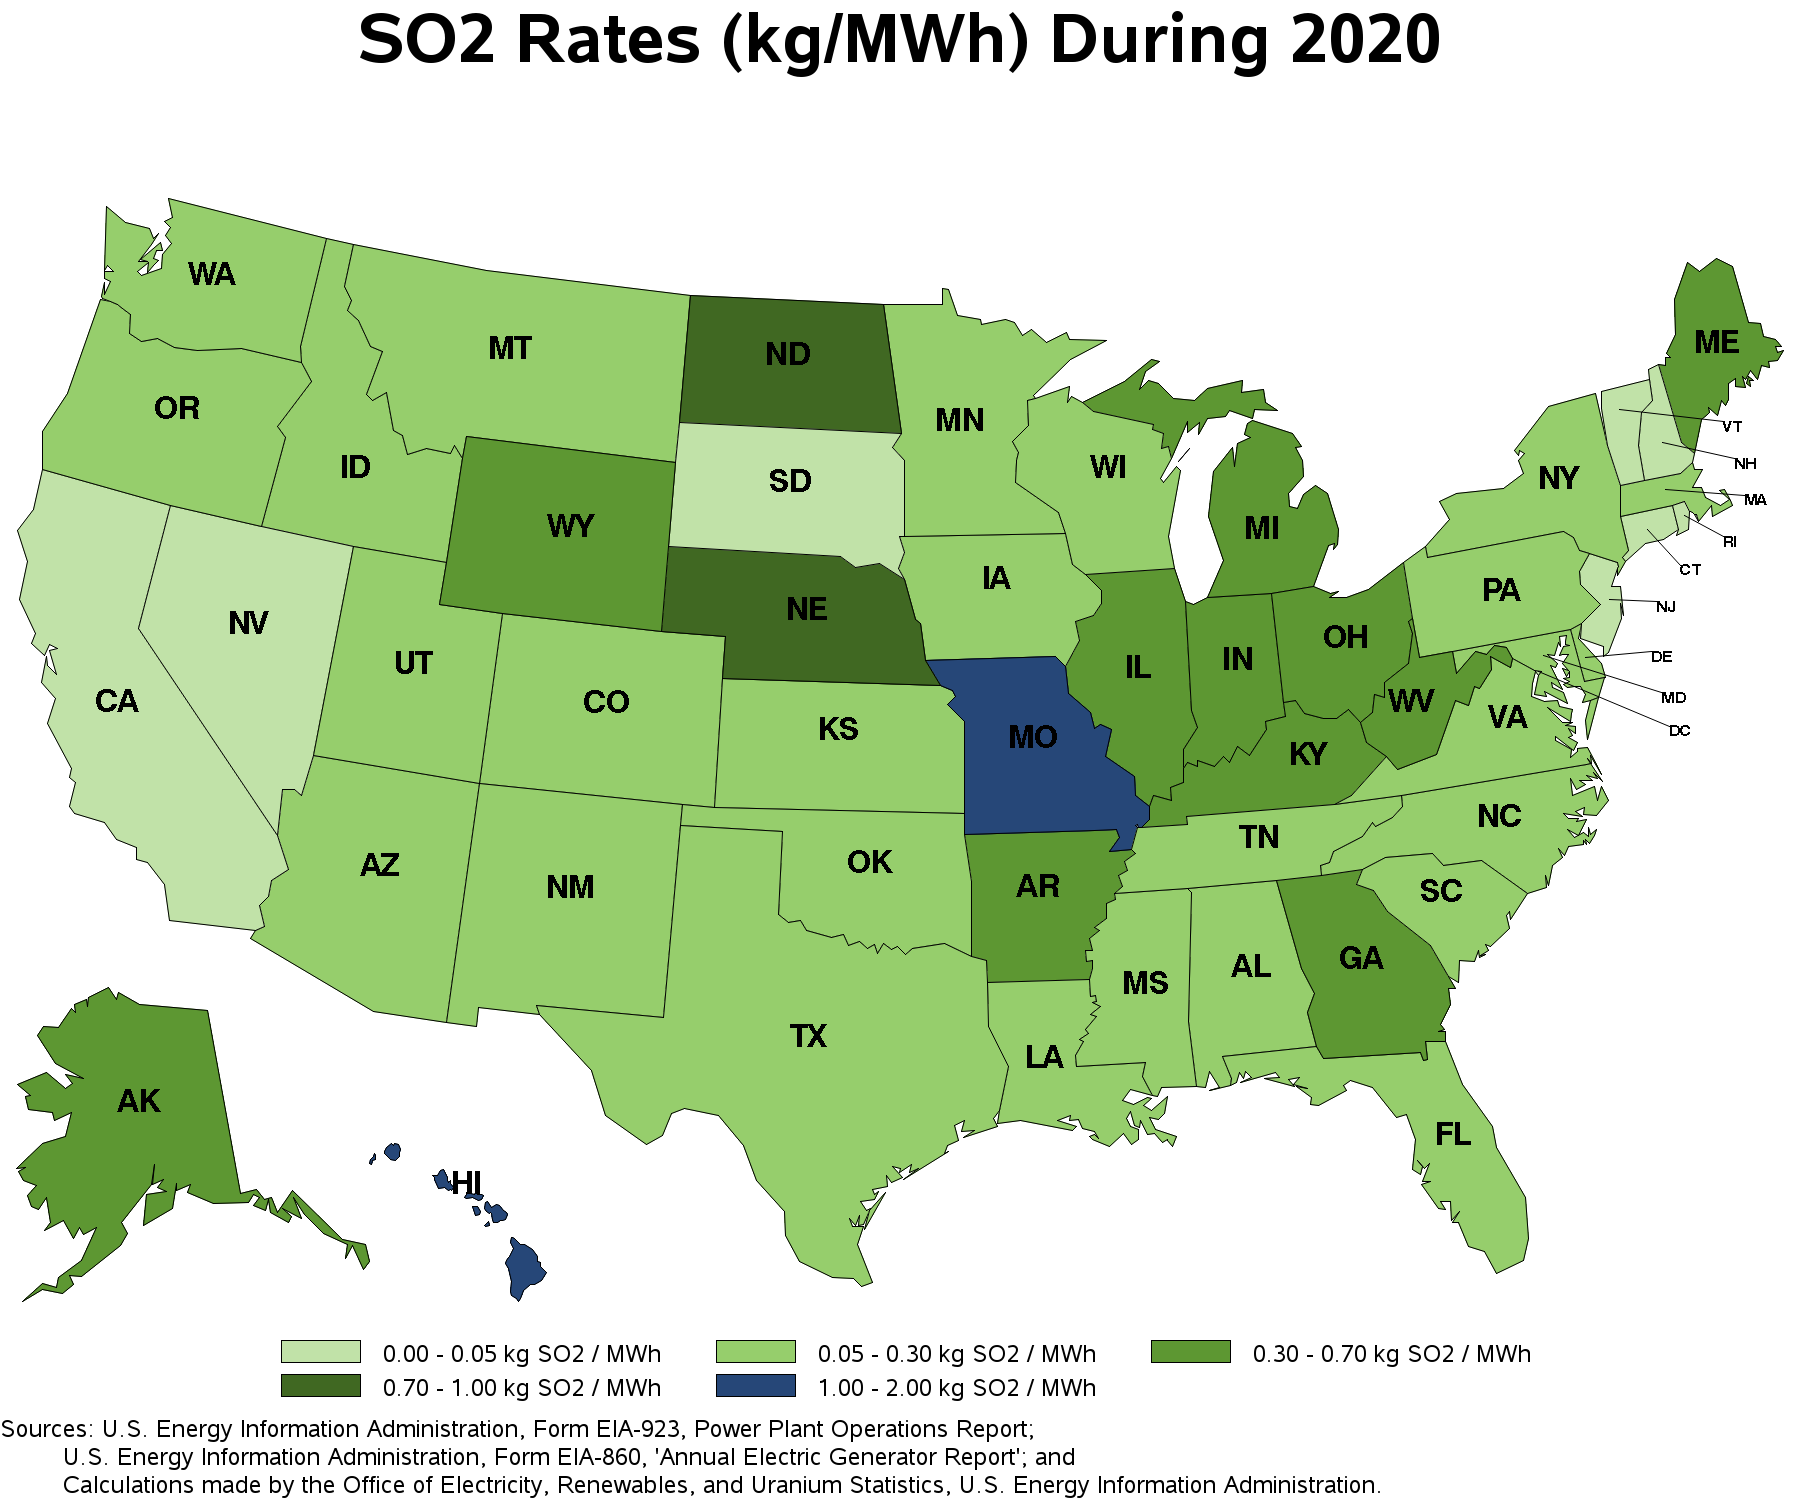 SO2 Rates (kg/MWh) During 2020
WA
MT
ND
ME
OR
MN
VT
ID
SD
WI
NY
NH
MA
WY
MI
RI
IA
CT
PA
NE
NJ
NV
OH
UT
IL
IN
DE
CA
CO
WV
MD
KS
MO
VA
DC
KY
NC
TN
AZ
OK
NM
AR
SC
GA
AL
MS
TX
LA
AK
FL
HI
0.00 - 0.05 kg SO2 / MWh
0.05 - 0.30 kg SO2 / MWh
0.30 - 0.70 kg SO2 / MWh
0.70 - 1.00 kg SO2 / MWh
1.00 - 2.00 kg SO2 / MWh
Sources: U.S. Energy Information Administration, Form EIA-923, Power Plant Operations Report;
U.S. Energy Information Administration, Form EIA-860, 'Annual Electric Generator Report'; and
Calculations made by the Office of Electricity, Renewables, and Uranium Statistics, U.S. Energy Information Administration.